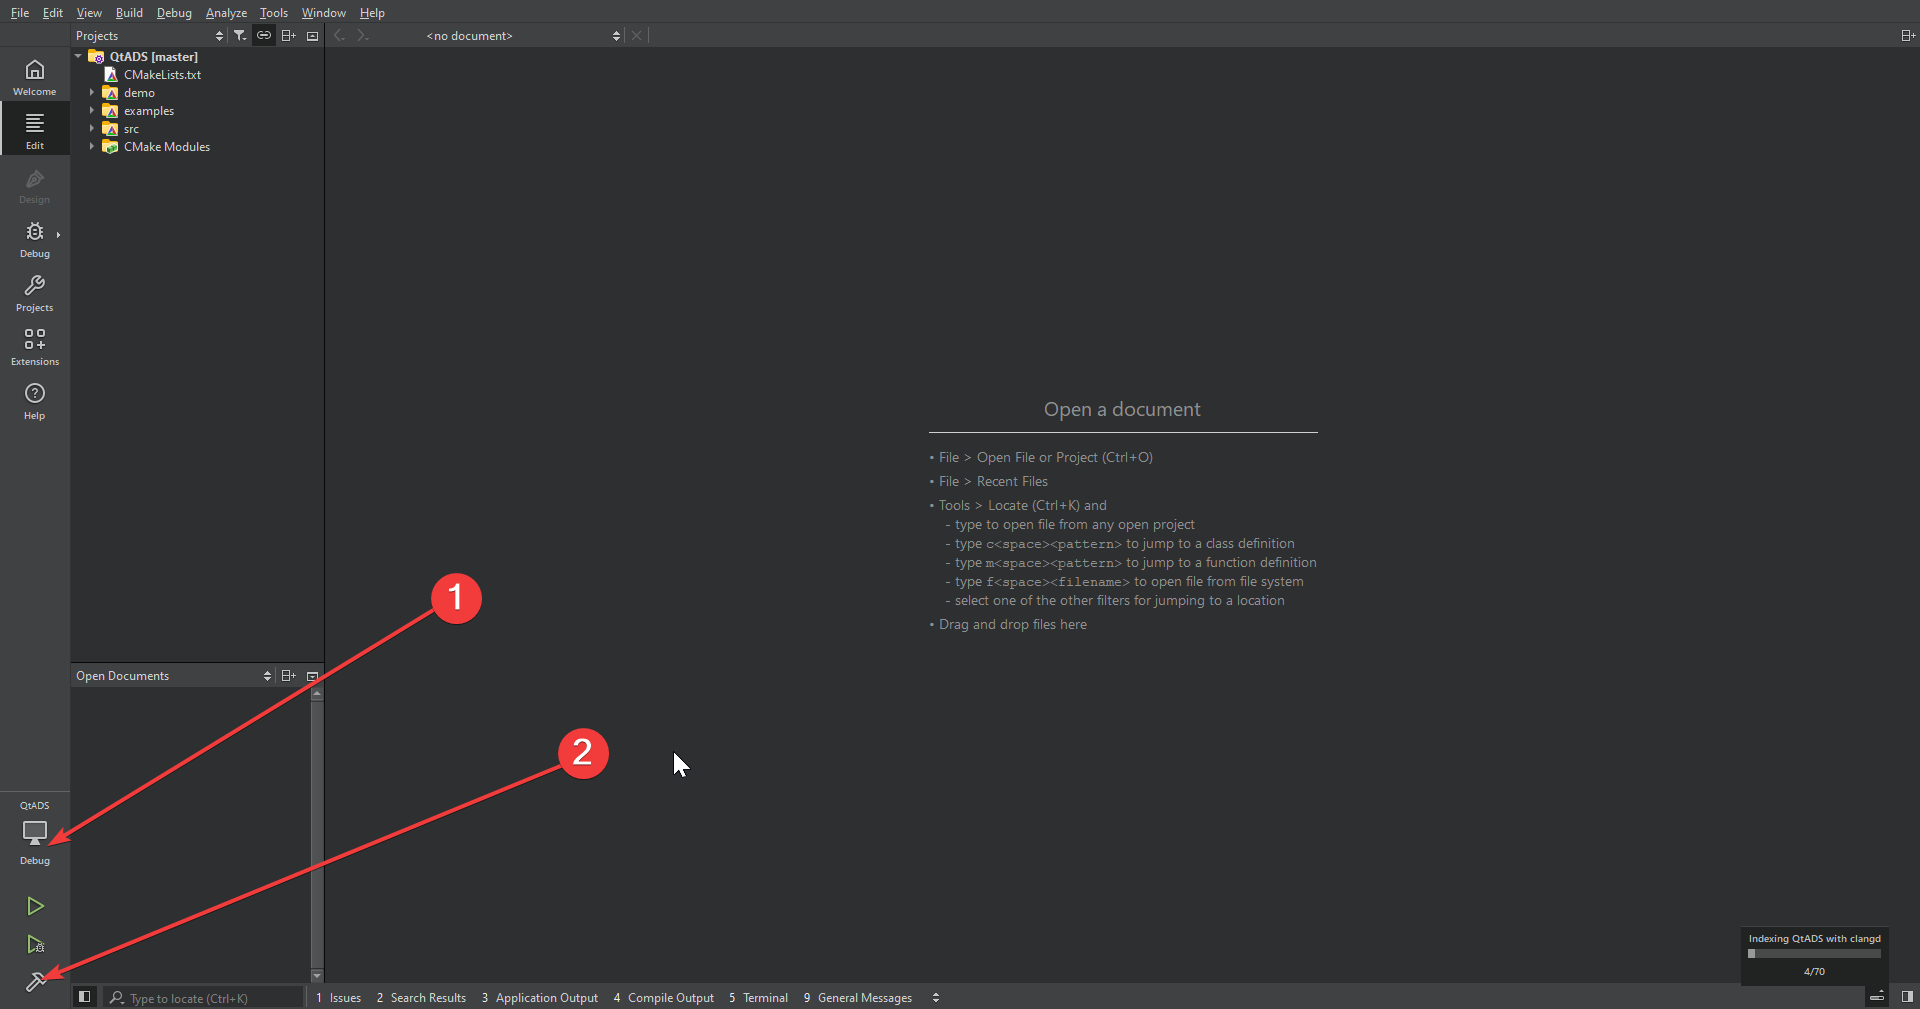 File Edit View Build Debug Analyze Tools Window Help
Projects
<no document>
Welcome
Edit
Design
Debug
Projects
Extensions
Help
QtADS [master]
CMakeLists.txt
demo
examples
src
CMake Modules
Open a document
• File > Open File or Project (Ctrl+O)
• File > Recent Files
• Tools > Locate (Ctrl+K) and
- type to open file from any open project
- type c<space><pattern> to jump to a class definition
- type m<space><pattern> to jump to a function definition
- type f<space><filename> to open file from file system
- select one of the other filters for jumping to a location
• Drag and drop files here
1
2
Open Documents
QtADS
Debug
Indexing QtADS with clangd
4/70
Type to locate (Ctrl+K)
1 Issues 2 Search Results 3 Application Output 4 Compile Output 5 Terminal 9 General Messages